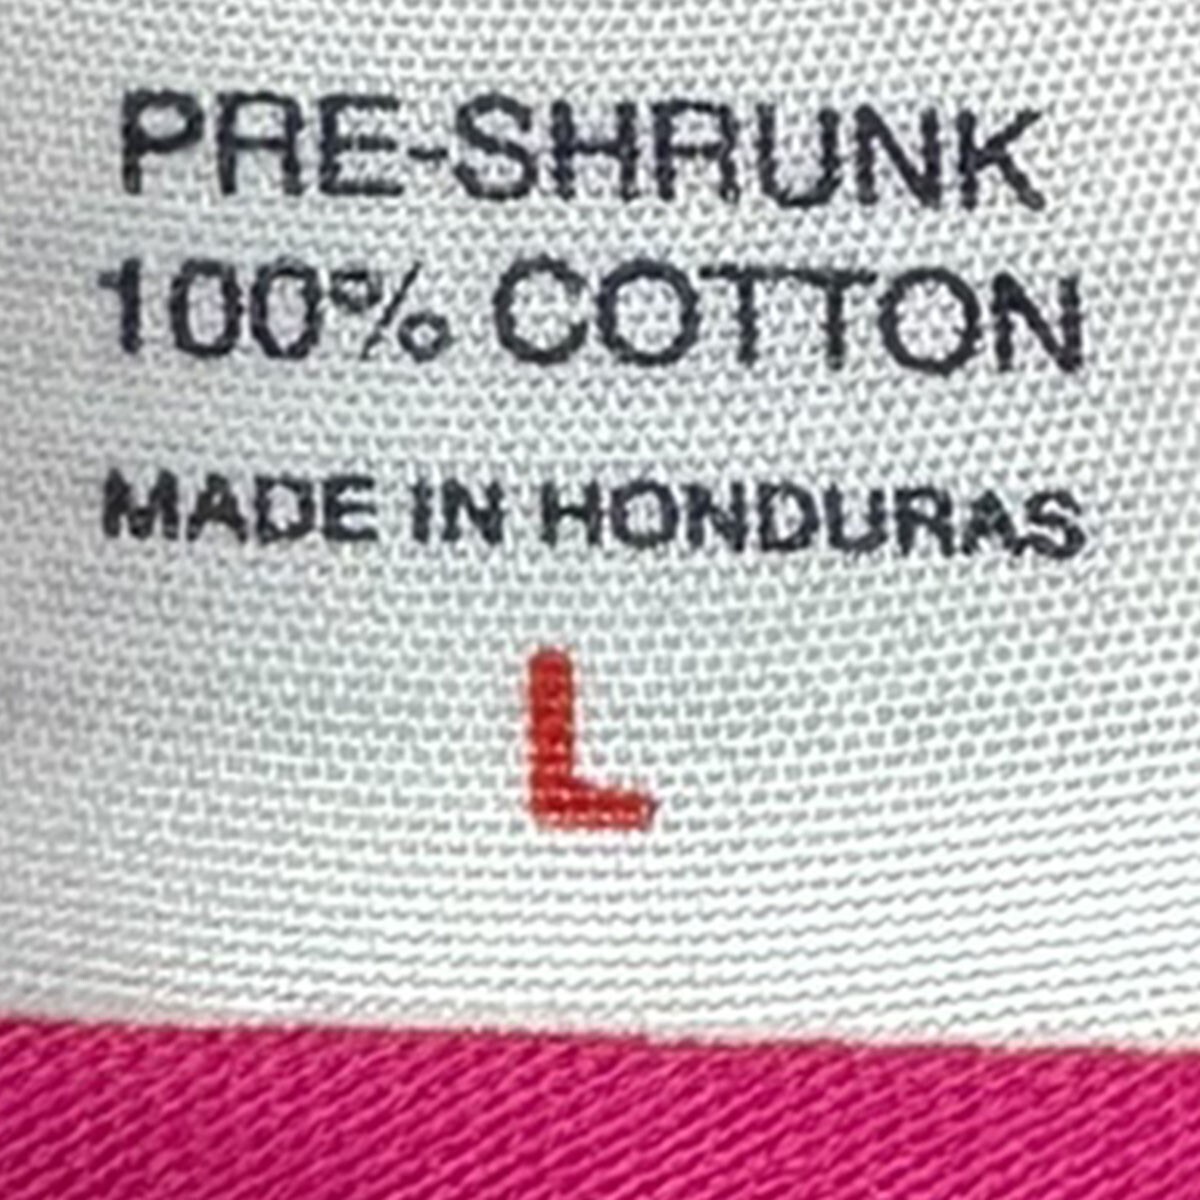 PRE-SHRUNK
100% COTTON
MADE IN HONDURAS
L